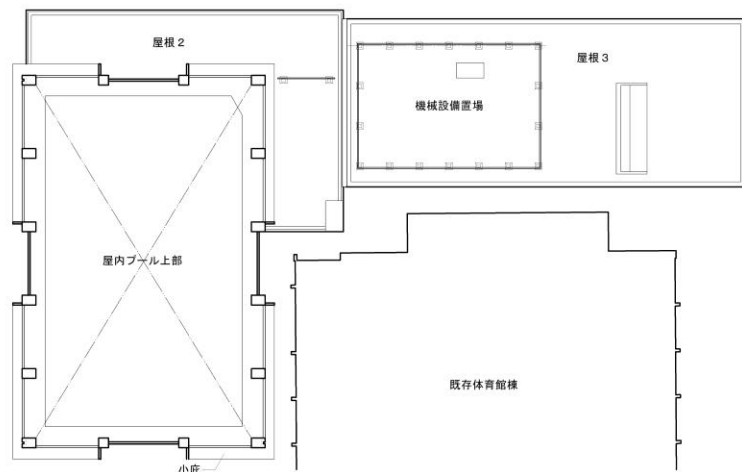 屋根２
屋根３
機械設備置場
屋内プール上部
既存体育館棟
小庇